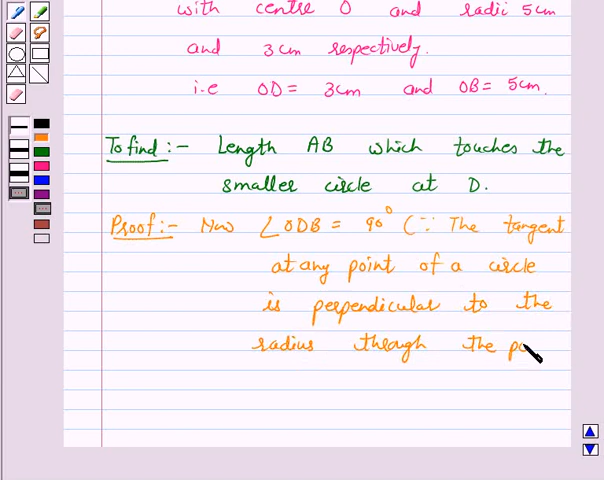 with centre O and radii 5cm
and 3cm respectively.
i.e OD = 3cm and OB = 5cm.
To find :- Length AB which touches the
smaller circle at D.
Proof :- Now ∠ODB = 90° (∵ The tangent
at any point of a circle
is perpendicular to the
radius through the po